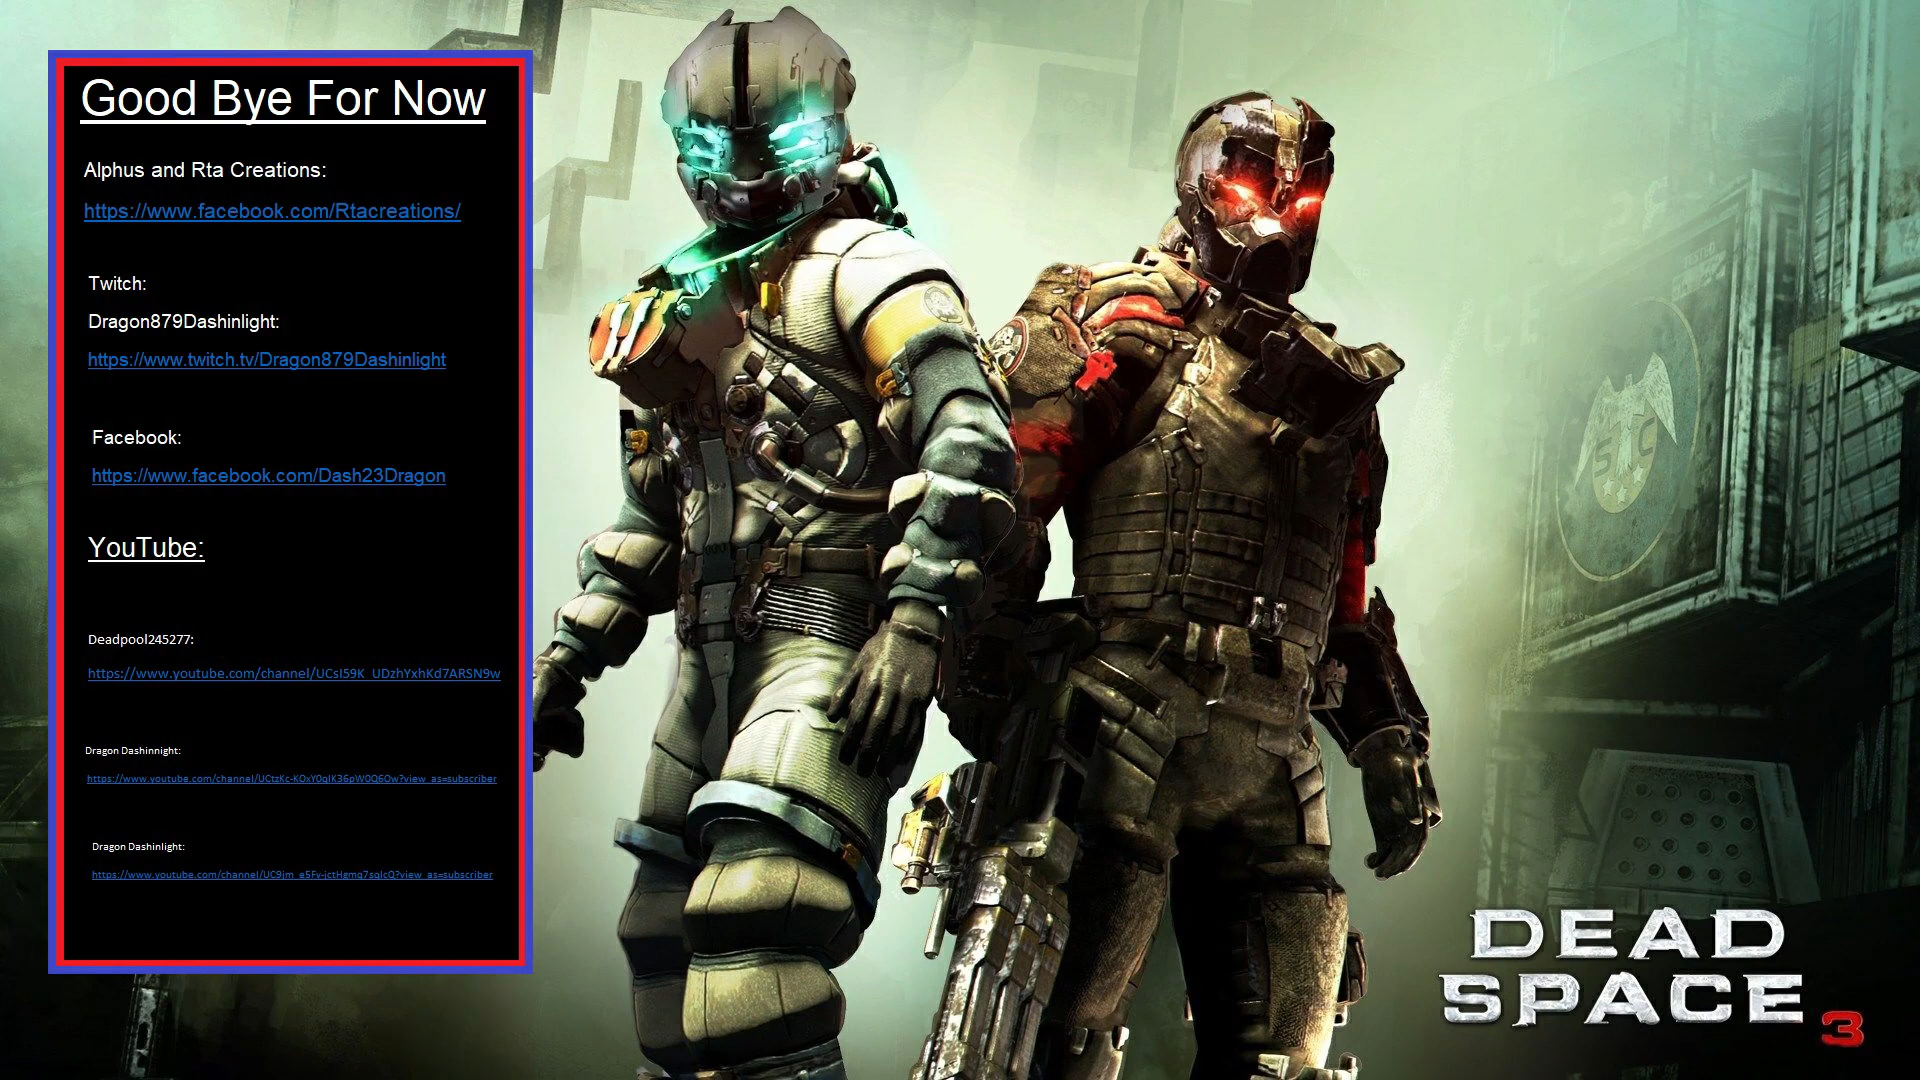 Good Bye For Now
Alphus and Rta Creations:
https://www.facebook.com/Rtacreations/
Twitch:
Dragon879Dashinlight:
https://www.twitch.tv/Dragon879Dashinlight
Facebook:
https://www.facebook.com/Dash23Dragon
YouTube:
Deadpool245277:
https://www.youtube.com/channel/UCsI59K_UDzhYxhKd7ARSN9w
Dragon Dashinnight:
Dragon Dashinlight:
DEAD
SPACE 3